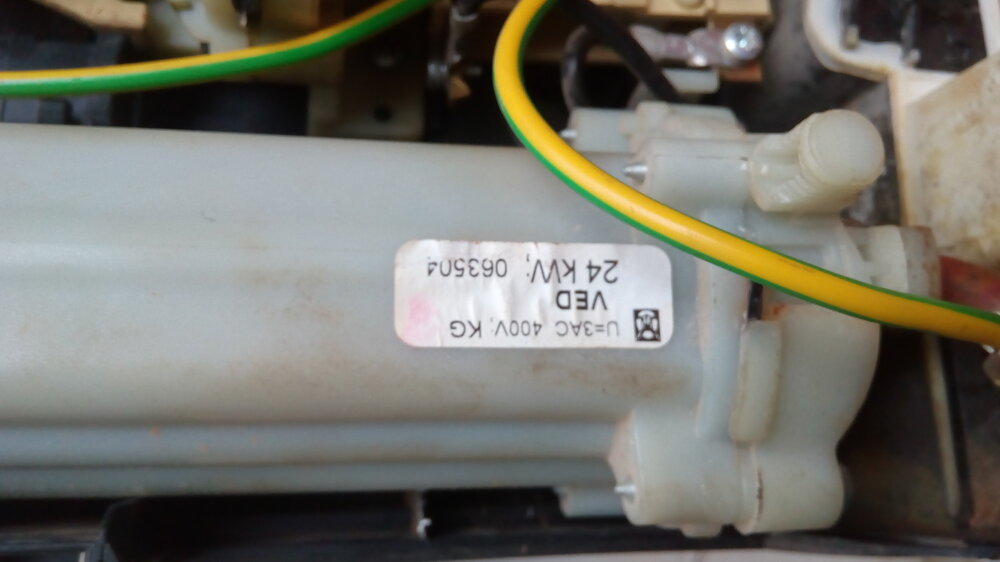 U=3AC 400V; KG
VED
24 kW; 063504